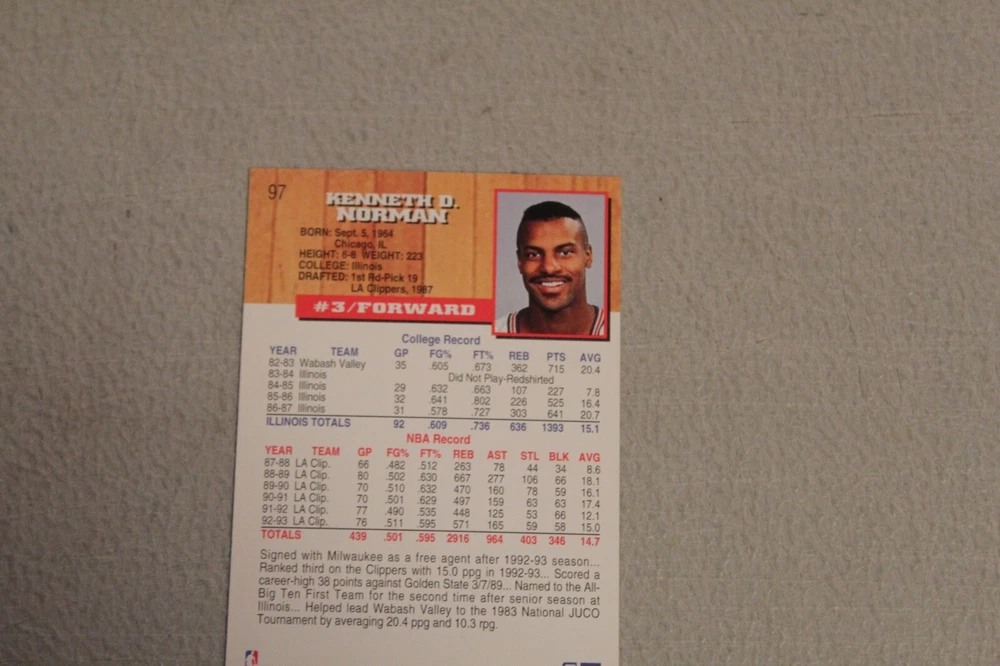 97
KENNETH D.
NORMAN
BORN: Sept. 5, 1964
Chicago, IL
HEIGHT: 6-8 WEIGHT: 223
COLLEGE: Illinois
DRAFTED: 1st Rd-Pick 19
LA Clippers, 1987
#3/FORWARD
College Record
YEAR TEAM GP FG% FT% REB PTS AVG
82-83 Wabash Valley 35 .605 .673 362 715 20.4
83-84 Illinois Did Not Play-Redshirted
84-85 Illinois 29 .632 .663 107 227 7.8
85-86 Illinois 32 .641 .802 226 525 16.4
86-87 Illinois 31 .578 .727 303 641 20.7
ILLINOIS TOTALS 92 .609 .736 636 1393 15.1
NBA Record
YEAR TEAM GP FG% FT% REB AST STL BLK AVG
87-88 LA Clip. 66 .482 .512 263 78 44 34 8.6
88-89 LA Clip. 80 .502 .630 667 277 106 66 18.1
89-90 LA Clip. 70 .510 .632 470 160 78 59 16.1
90-91 LA Clip. 70 .501 .629 497 159 63 63 17.4
91-92 LA Clip. 77 .490 .535 448 125 53 66 12.1
92-93 LA Clip. 76 .511 .595 571 165 59 58 15.0
TOTALS 439 .501 .595 2916 964 403 346 14.7
Signed with Milwaukee as a free agent after 1992-93 season...
Ranked third on the Clippers with 15.0 ppg in 1992-93... Scored a
career-high 38 points against Golden State 3/7/89... Named to the All-
Big Ten First Team for the second time after senior season at
Illinois... Helped lead Wabash Valley to the 1983 National JUCO
Tournament by averaging 20.4 ppg and 10.3 rpg.